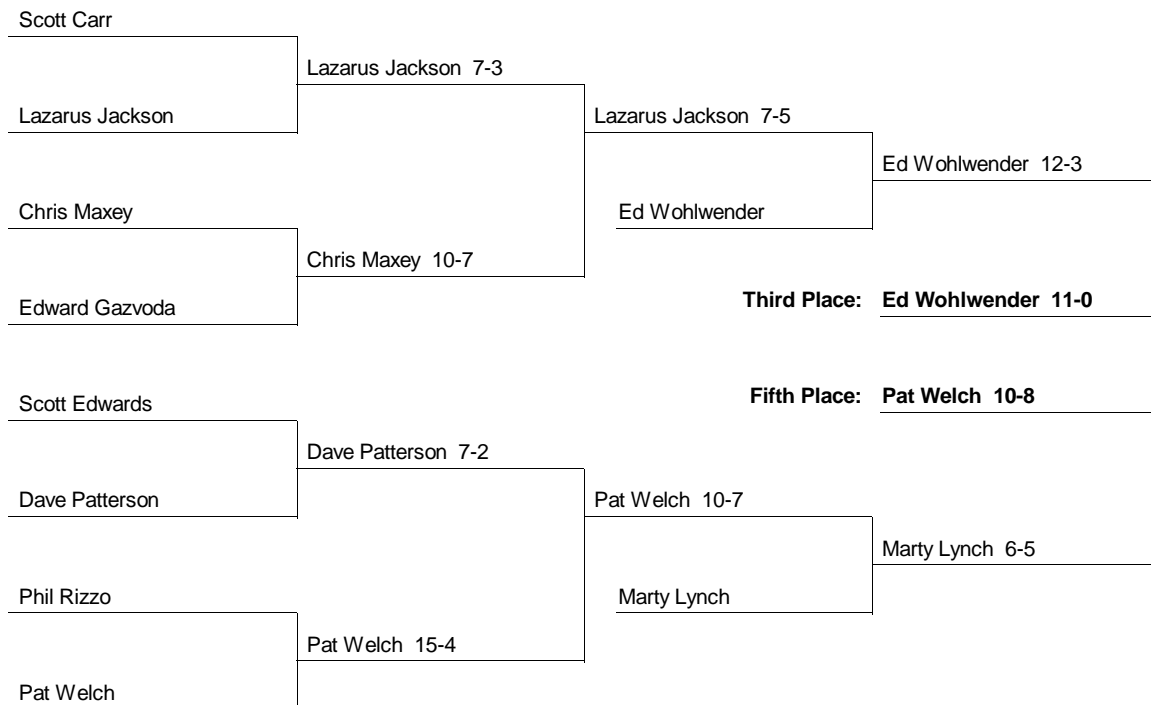 Scott Carr
Lazarus Jackson 7-3
Lazarus Jackson
Lazarus Jackson 7-5
Ed Wohlwender 12-3
Chris Maxey
Ed Wohlwender
Chris Maxey 10-7
Third Place: Ed Wohlwender 11-0
Edward Gazvoda
Fifth Place: Pat Welch 10-8
Scott Edwards
Dave Patterson 7-2
Dave Patterson
Pat Welch 10-7
Marty Lynch 6-5
Phil Rizzo
Marty Lynch
Pat Welch 15-4
Pat Welch